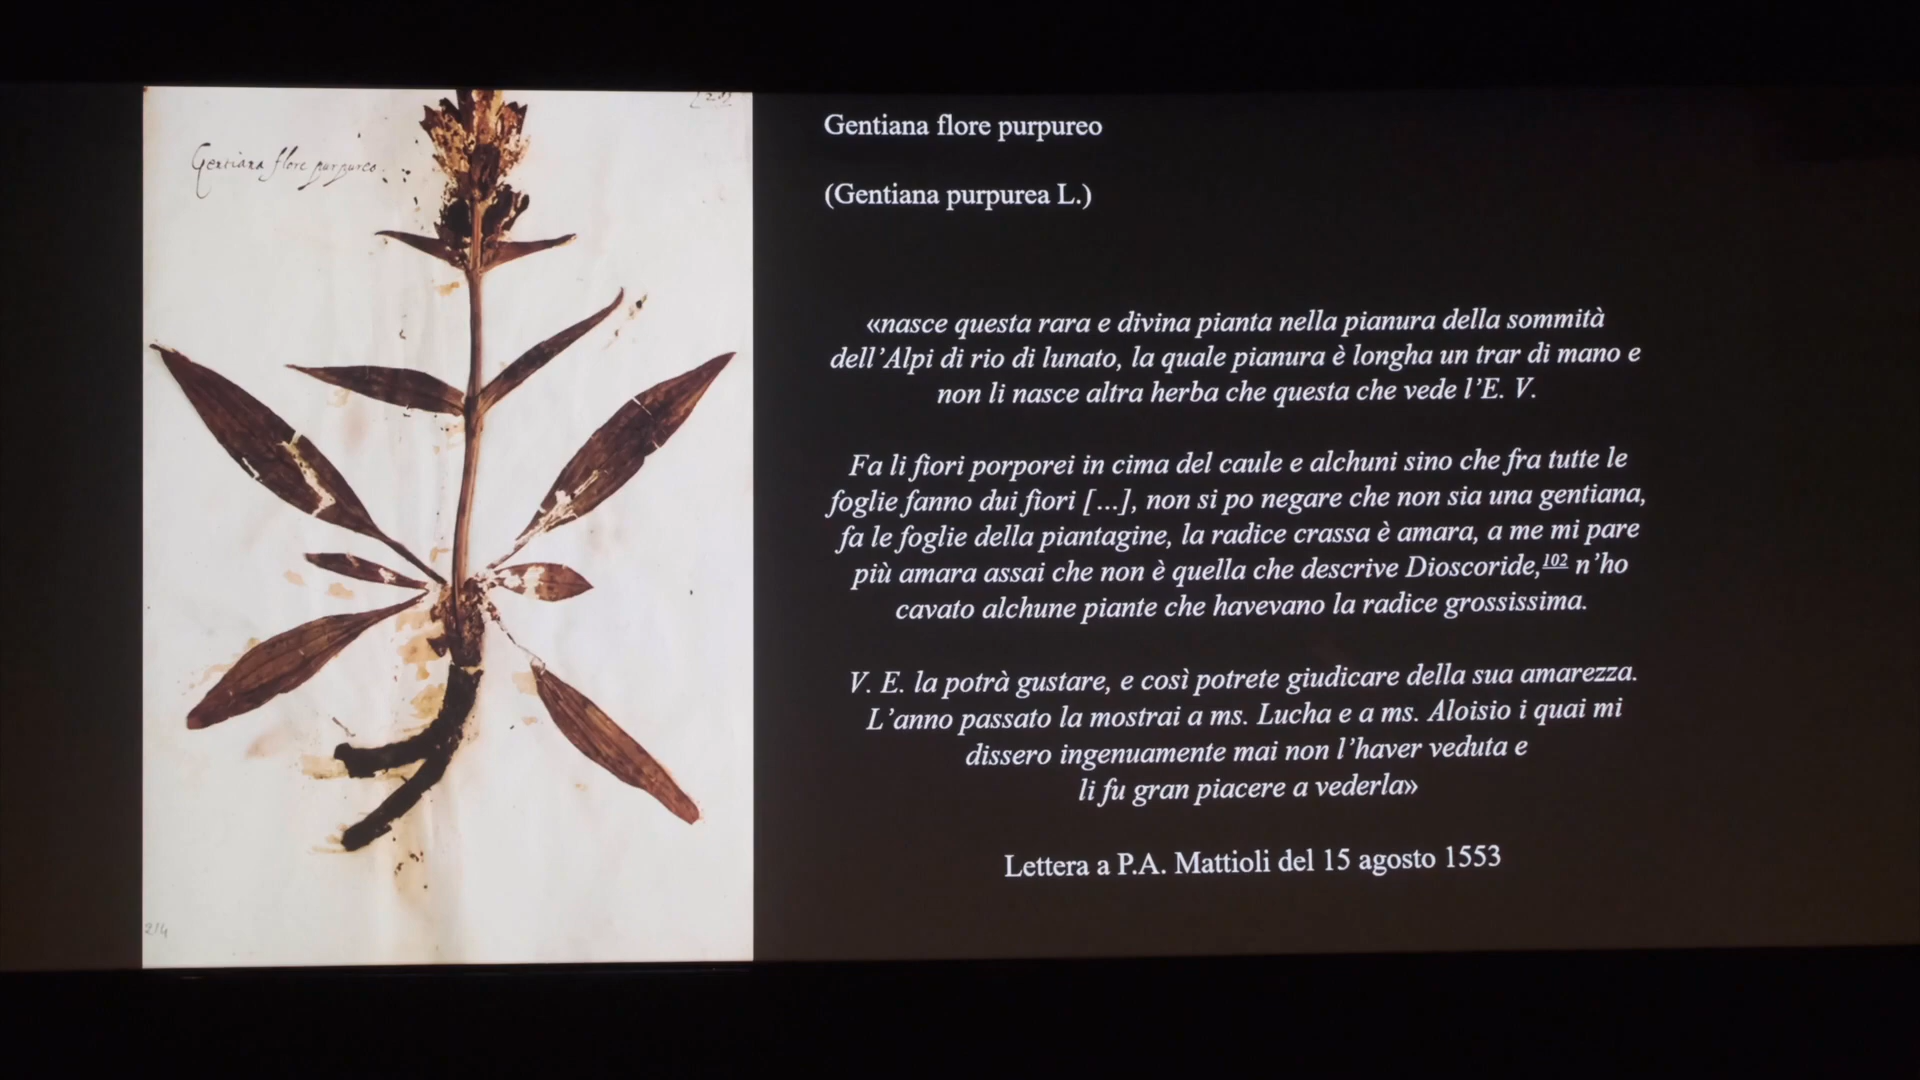 Gentiana flore purpureo
214
Gentiana flore purpureo
(Gentiana purpurea L.)
«nasce questa rara e divina pianta nella pianura della sommità
dell’Alpi di rio di lunato, la quale pianura è longha un trar di mano e
non li nasce altra herba che questa che vede l’E. V.
Fa li fiori porporei in cima del caule e alchuni sino che fra tutte le
foglie fanno dui fiori [...], non si po negare che non sia una gentiana,
fa le foglie della piantagine, la radice crassa è amara, a me mi pare
più amara assai che non è quella che descrive Dioscoride,102 n’ho
cavato alchune piante che havevano la radice grossissima.
V. E. la potrà gustare, e così potrete giudicare della sua amarezza.
L’anno passato la mostrai a ms. Lucha e a ms. Aloisio i quai mi
dissero ingenuamente mai non l’haver veduta e
li fu gran piacere a vederla»
Lettera a P.A. Mattioli del 15 agosto 1553